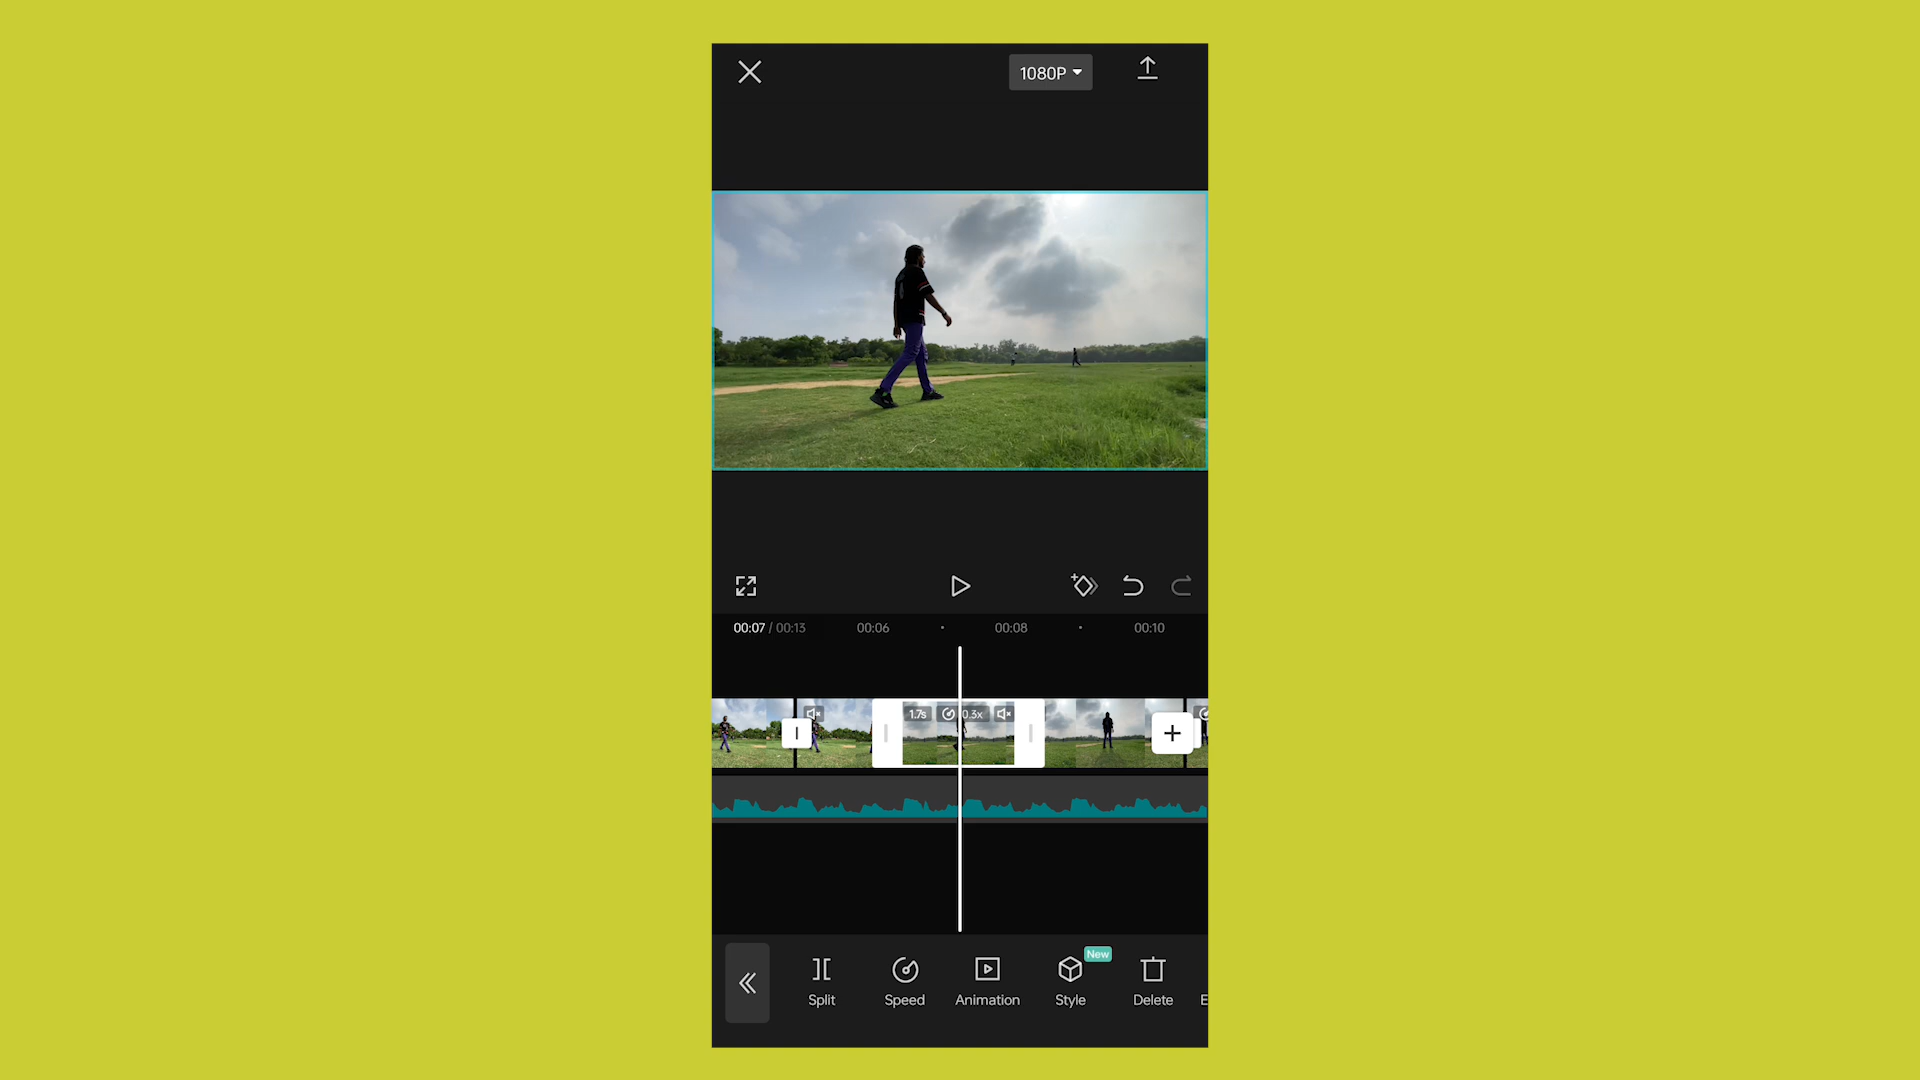 1080P
00:07 / 00:13 00:06 00:08 00:10
1.7s 0.3x
New
Split Speed Animation Style Delete E